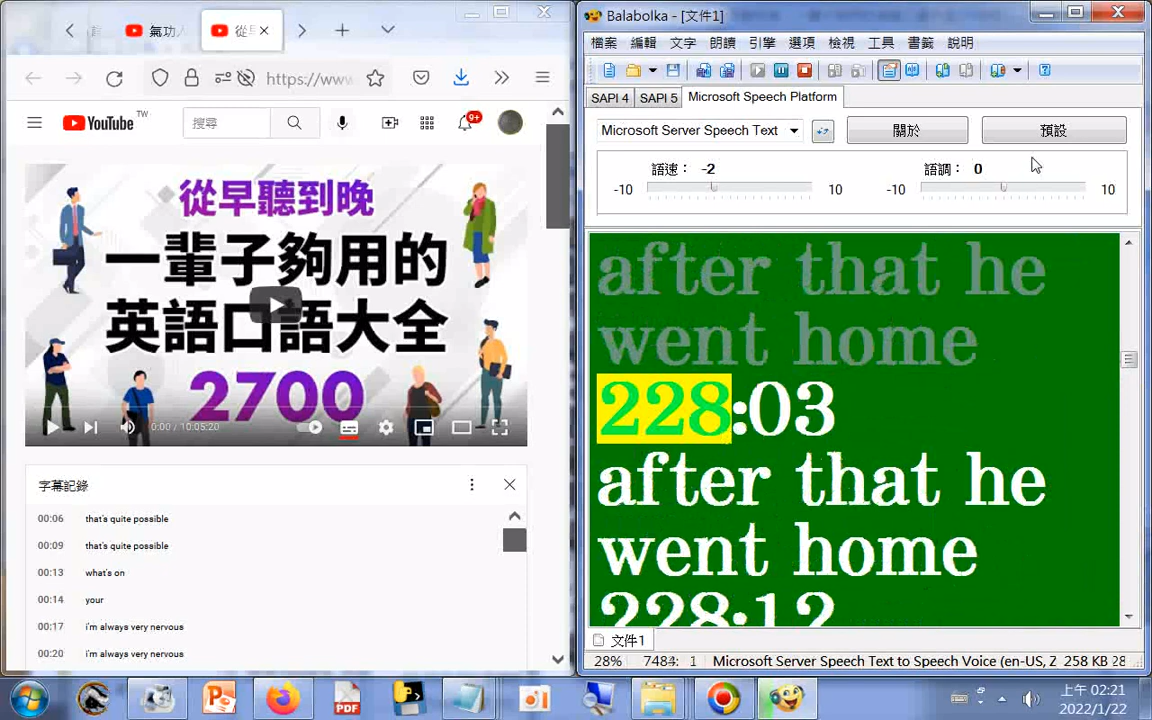 氣功人
從
https://www.
YouTube TW
搜尋
9+
從早聽到晚
一輩子夠用的
英語口語大全
2700
0:00 / 10:05:20
字幕記錄
00:06 that's quite possible
00:09 that's quite possible
00:13 what's on
00:14 your
00:17 i'm always very nervous
00:20 i'm always very nervous
Balabolka - [文件1]
檔案 編輯 文字 朗讀 引擎 選項 檢視 工具 書籤 說明
SAPI 4 SAPI 5 Microsoft Speech Platform
Microsoft Server Speech Text 關於 預設
語速： -2 語調： 0
-10 10 -10 10
after that he
went home
228:03
after that he
went home
228:12
文件1
28% 7484: 1 Microsoft Server Speech Text to Speech Voice (en-US, Z 258 KB 28
PDF
上午 02:21
2022/1/22